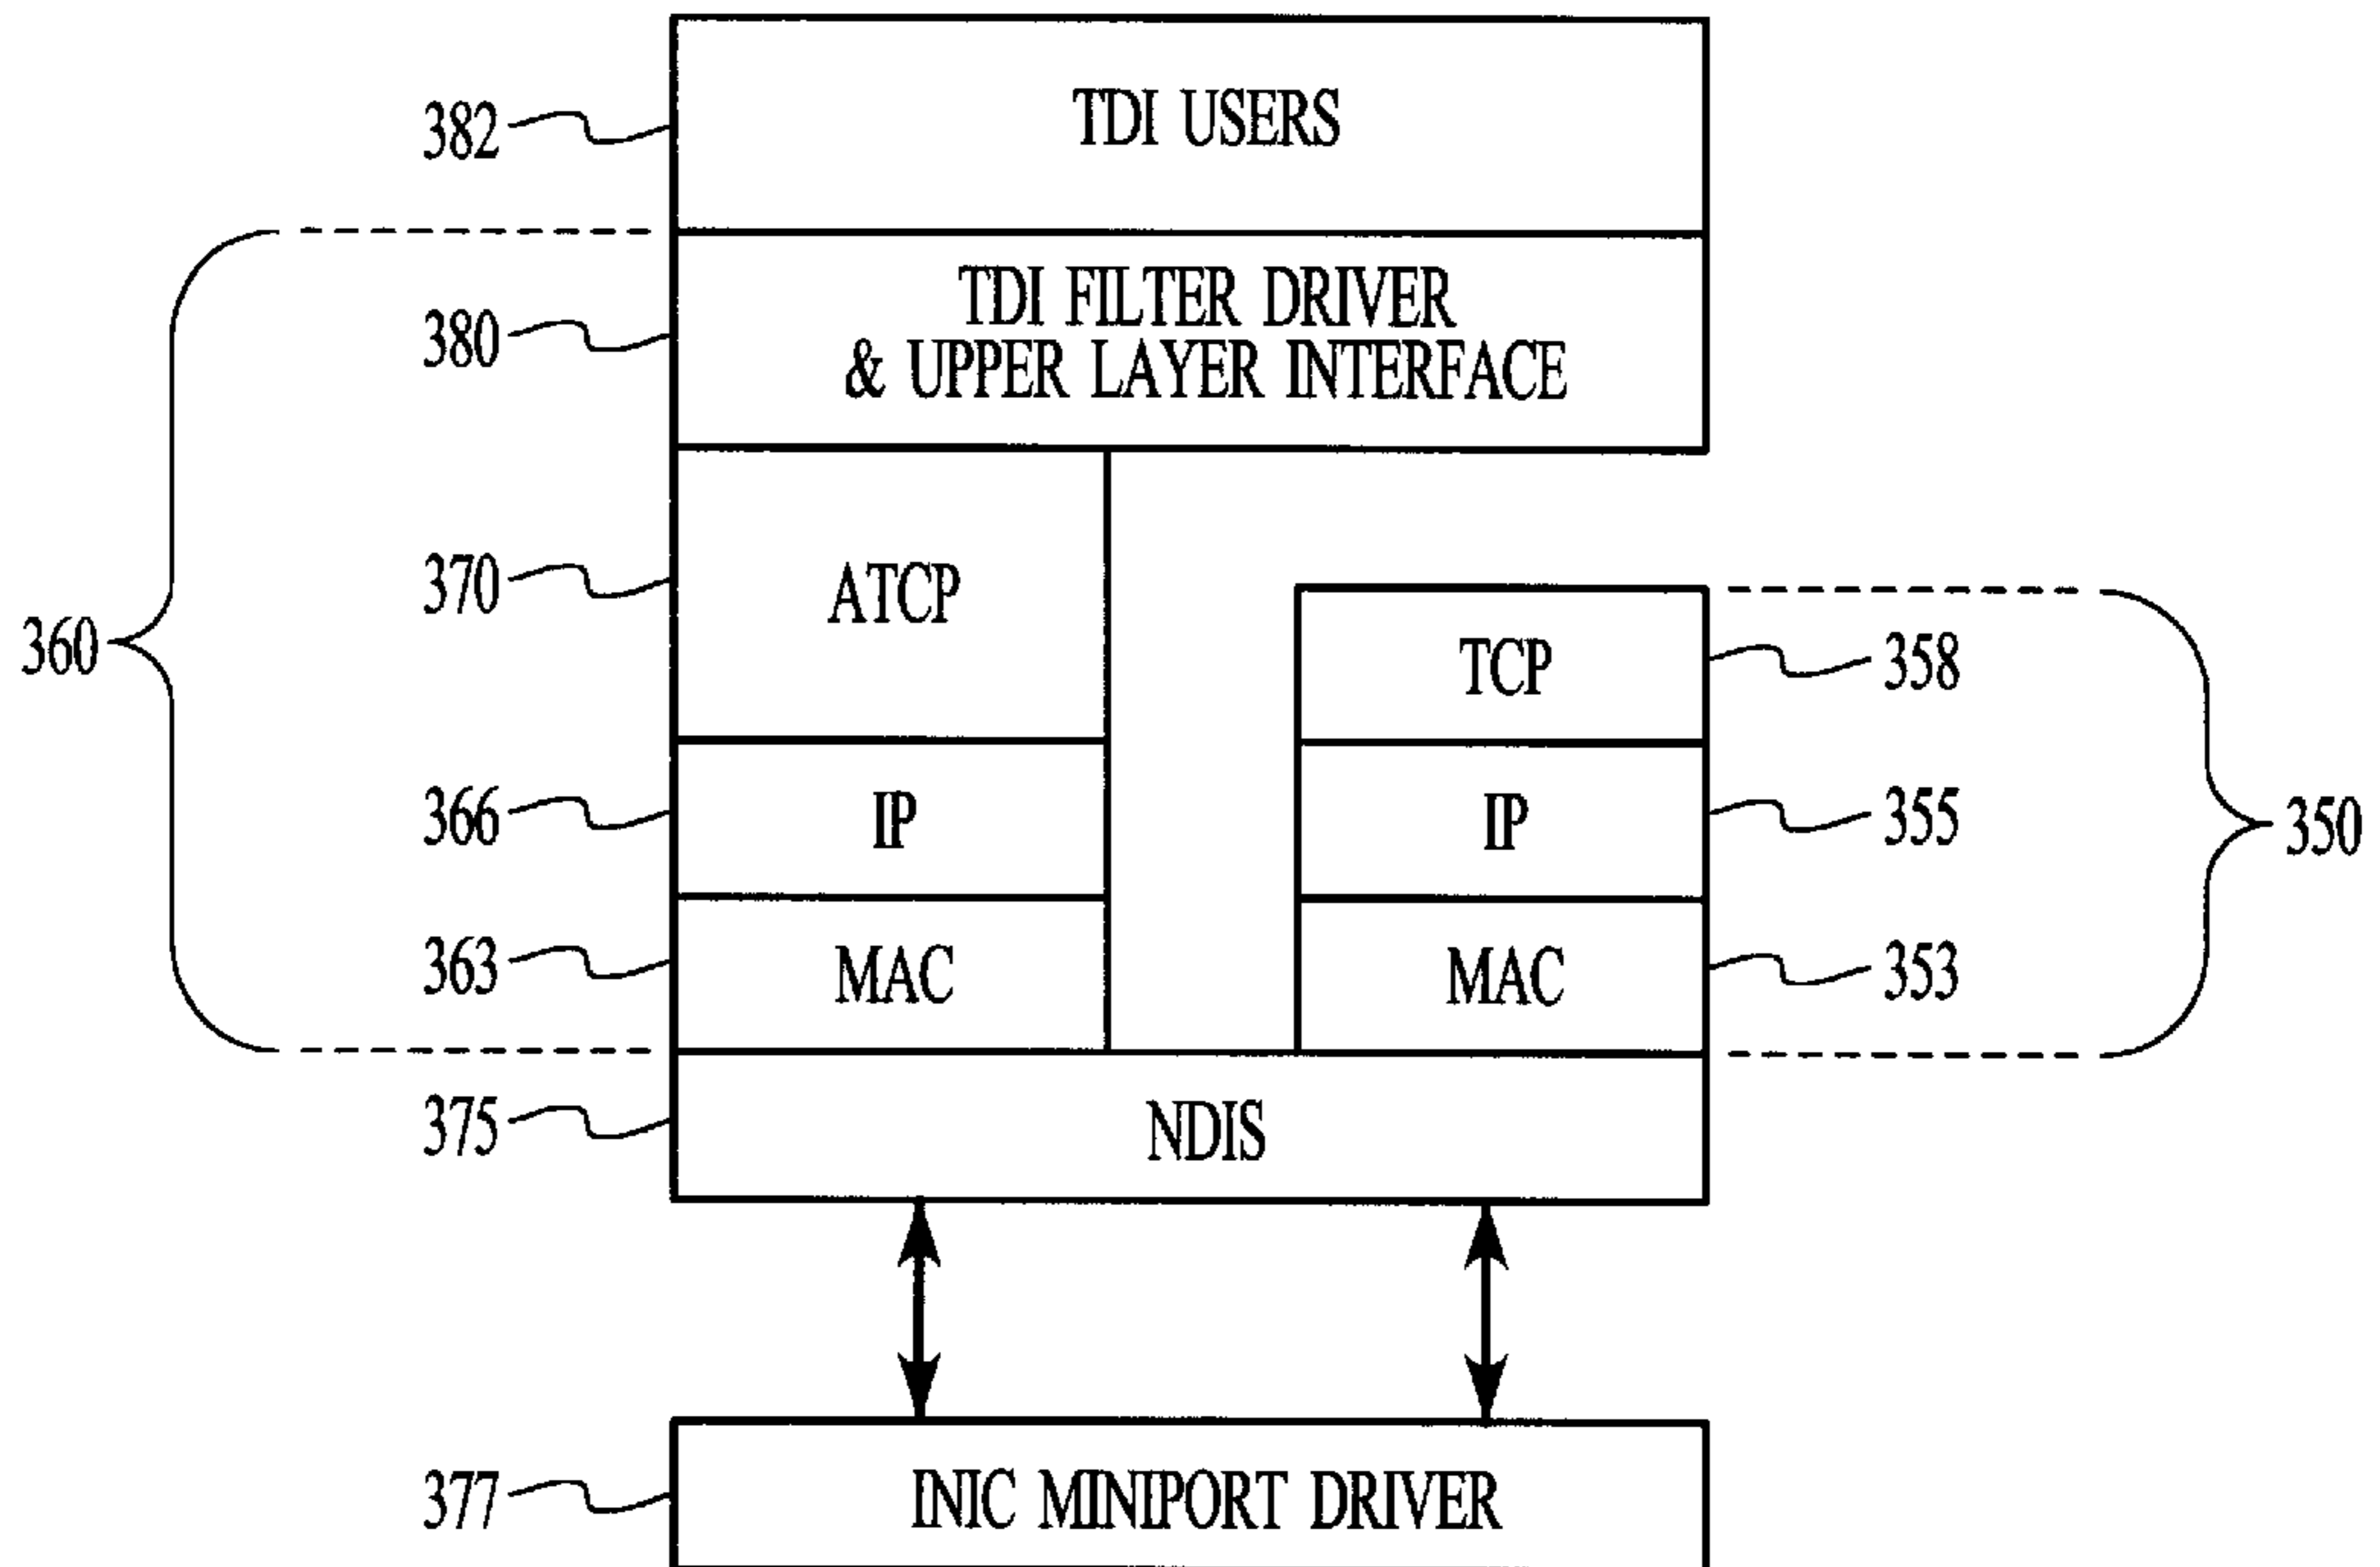 TDI USERS
382
TDI FILTER DRIVER
& UPPER LAYER INTERFACE
380
ATCP
370
360
TCP
358
IP
366
IP
355
350
MAC
363
MAC
353
NDIS
375
INIC MINIPORT DRIVER
377